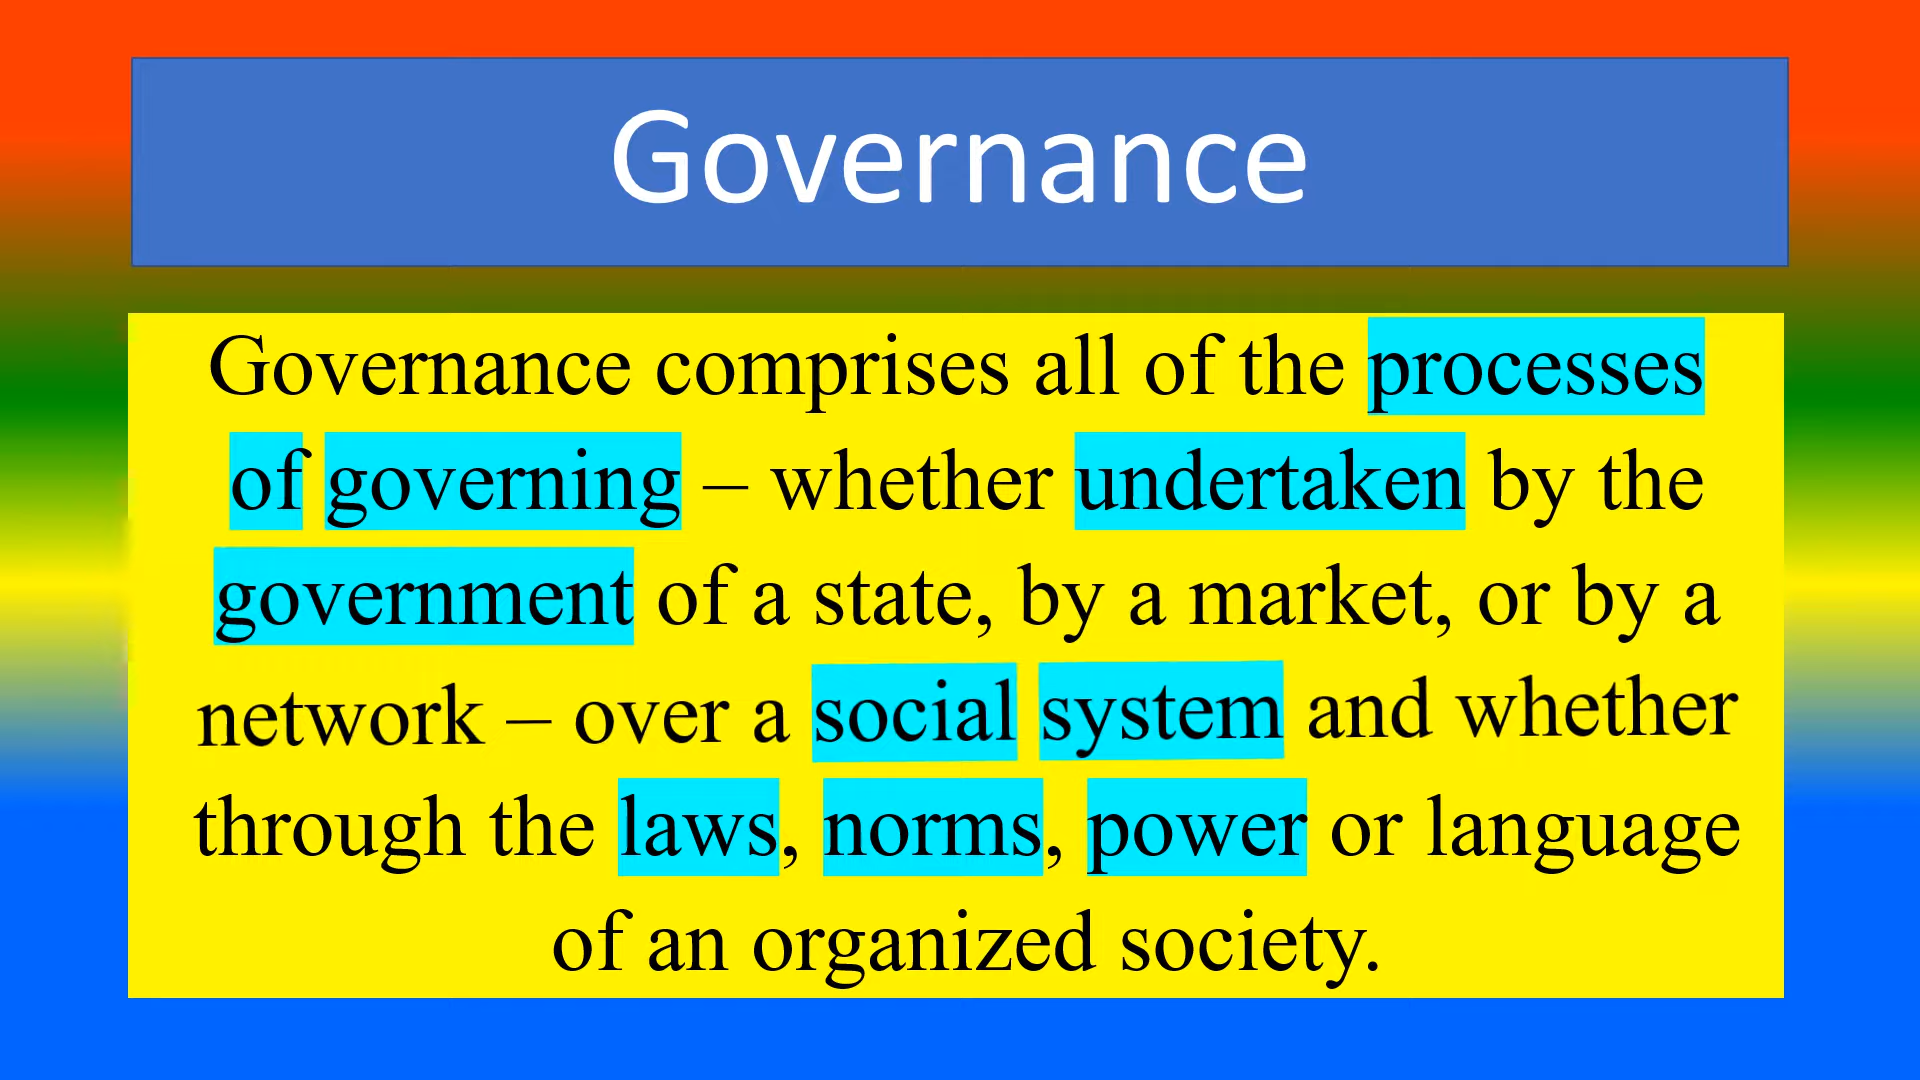 Governance
Governance comprises all of the processes
of governing – whether undertaken by the
government of a state, by a market, or by a
network – over a social system and whether
through the laws, norms, power or language
of an organized society.